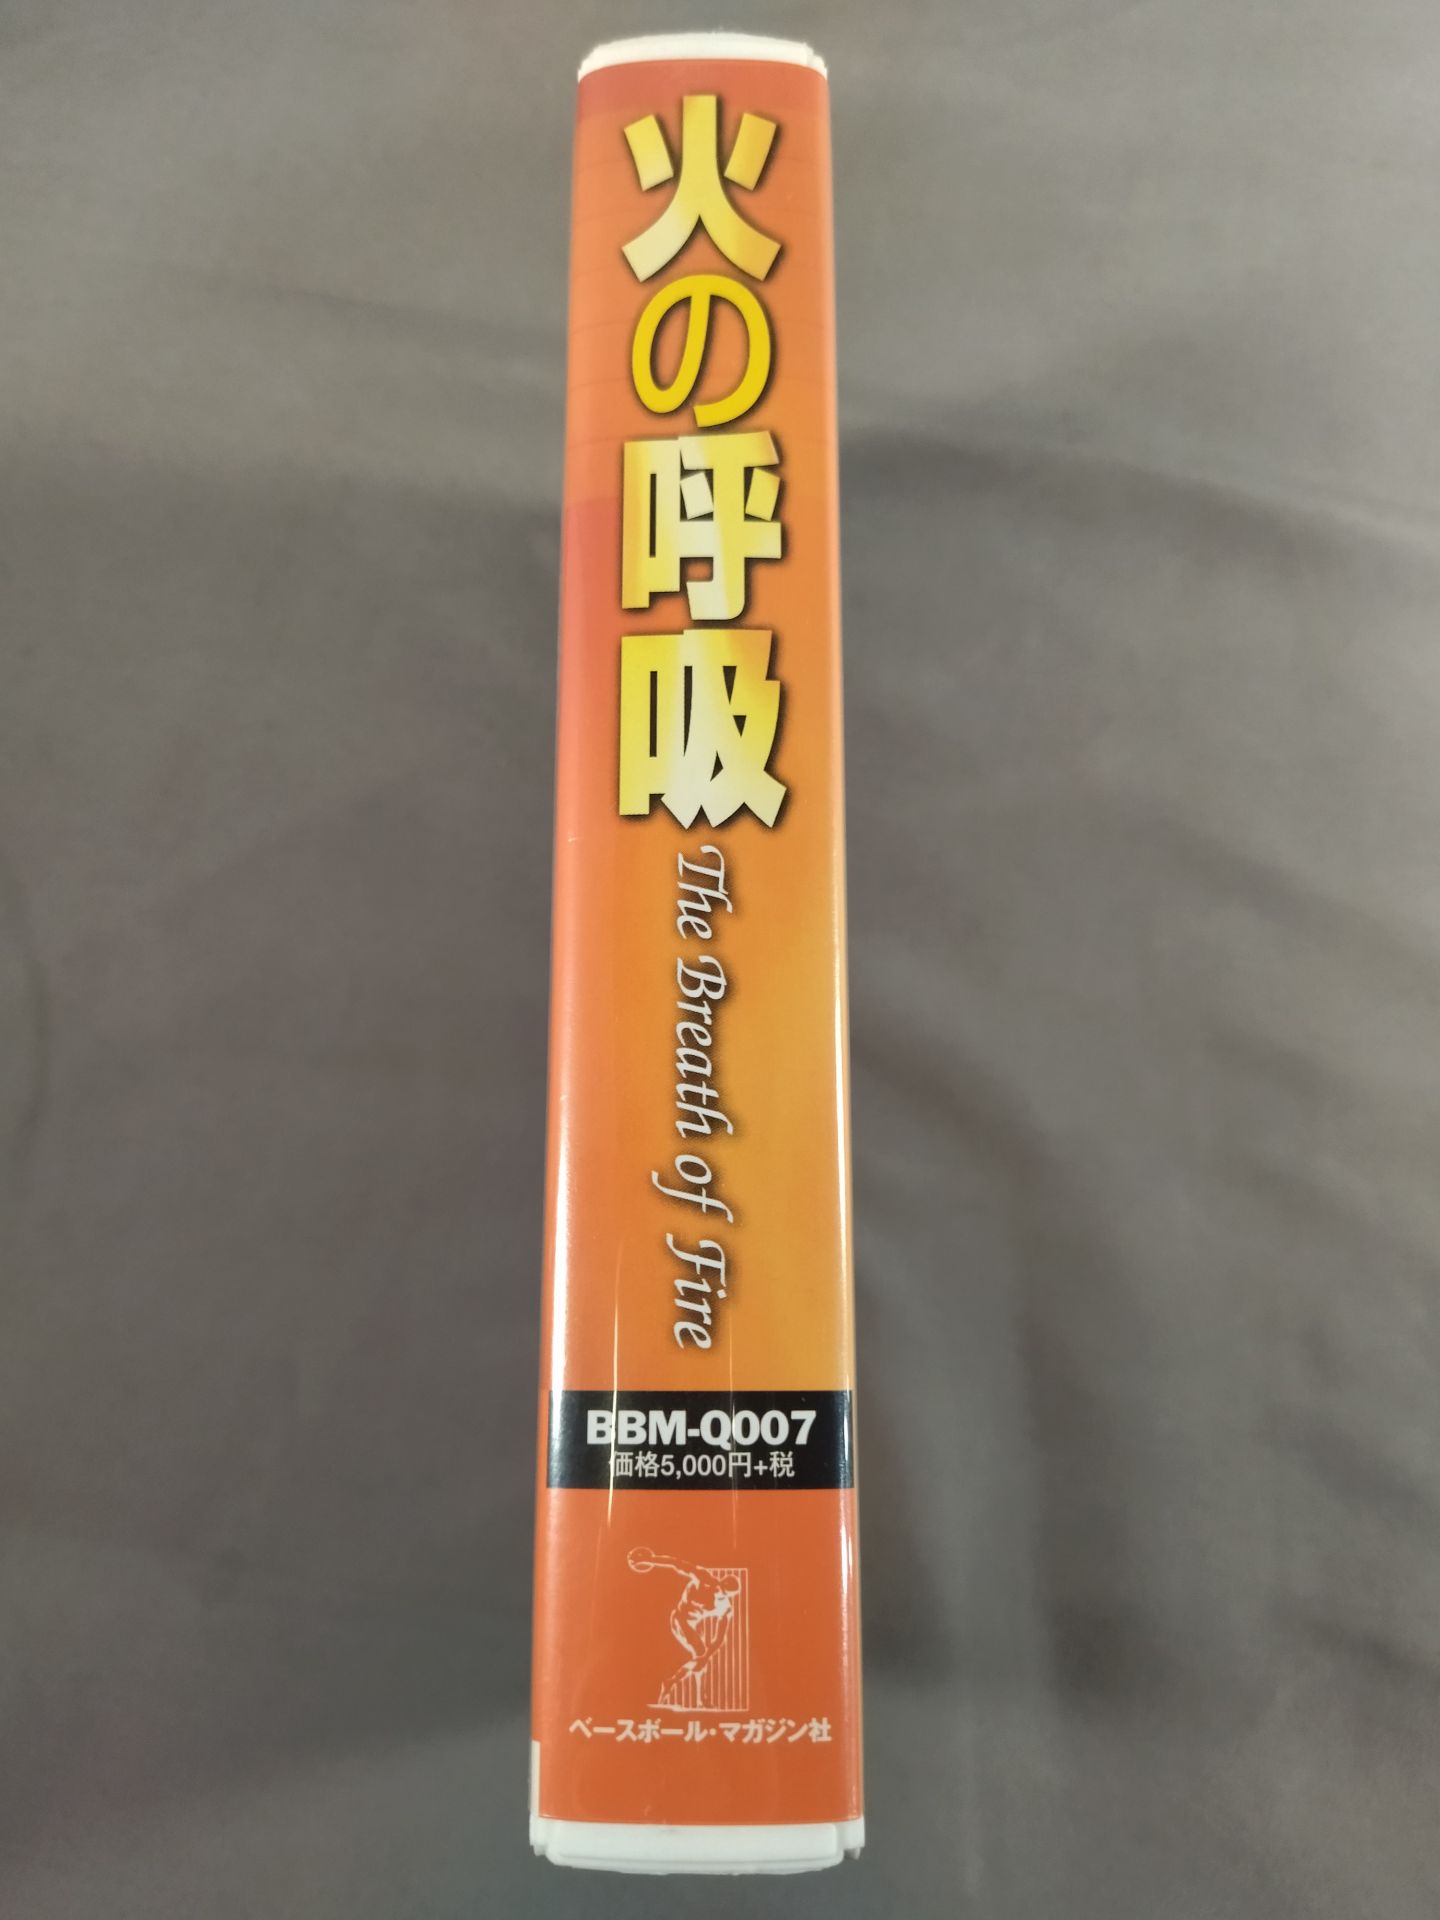 火の呼吸
The Breath of Fire
BBM-Q007
価格5,000円+税
ベースボール・マガジン社